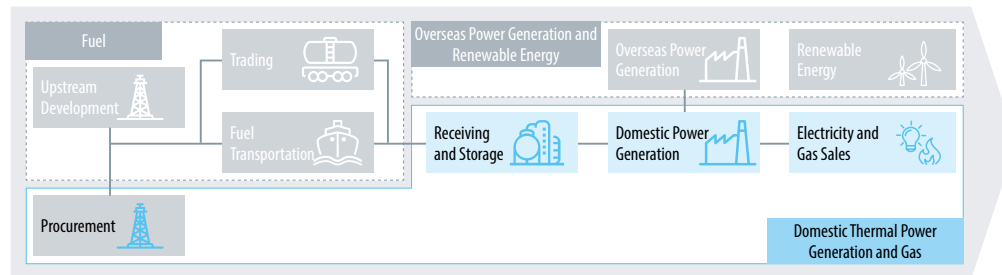 Fuel
Upstream
Development
Trading
Fuel
Transportation
Procurement
Overseas Power Generation and
Renewable Energy
Overseas Power
Generation
Renewable
Energy
Receiving
and Storage
Domestic Power
Generation
Electricity and
Gas Sales
Domestic Thermal Power
Generation and Gas